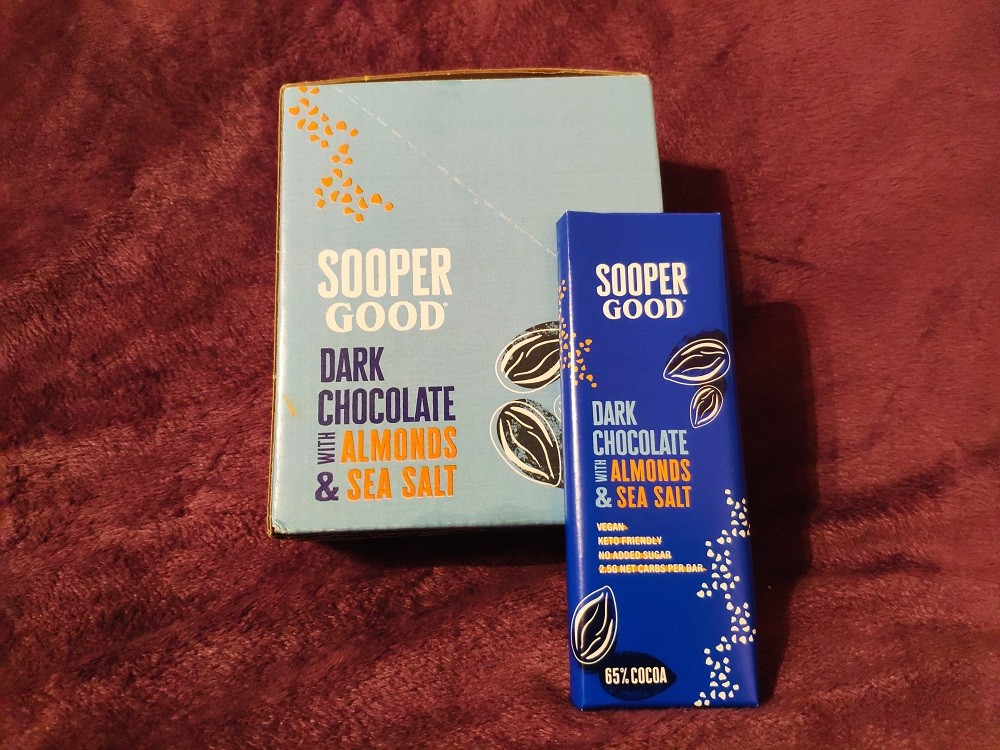 SOOPER
GOOD
DARK
CHOCOLATE
WITH ALMONDS
& SEA SALT
SOOPER
GOOD
DARK
CHOCOLATE
WITH ALMONDS
& SEA SALT
VEGAN
KETO FRIENDLY
NO ADDED SUGAR
2.5G NET CARBS PER BAR
65% COCOA